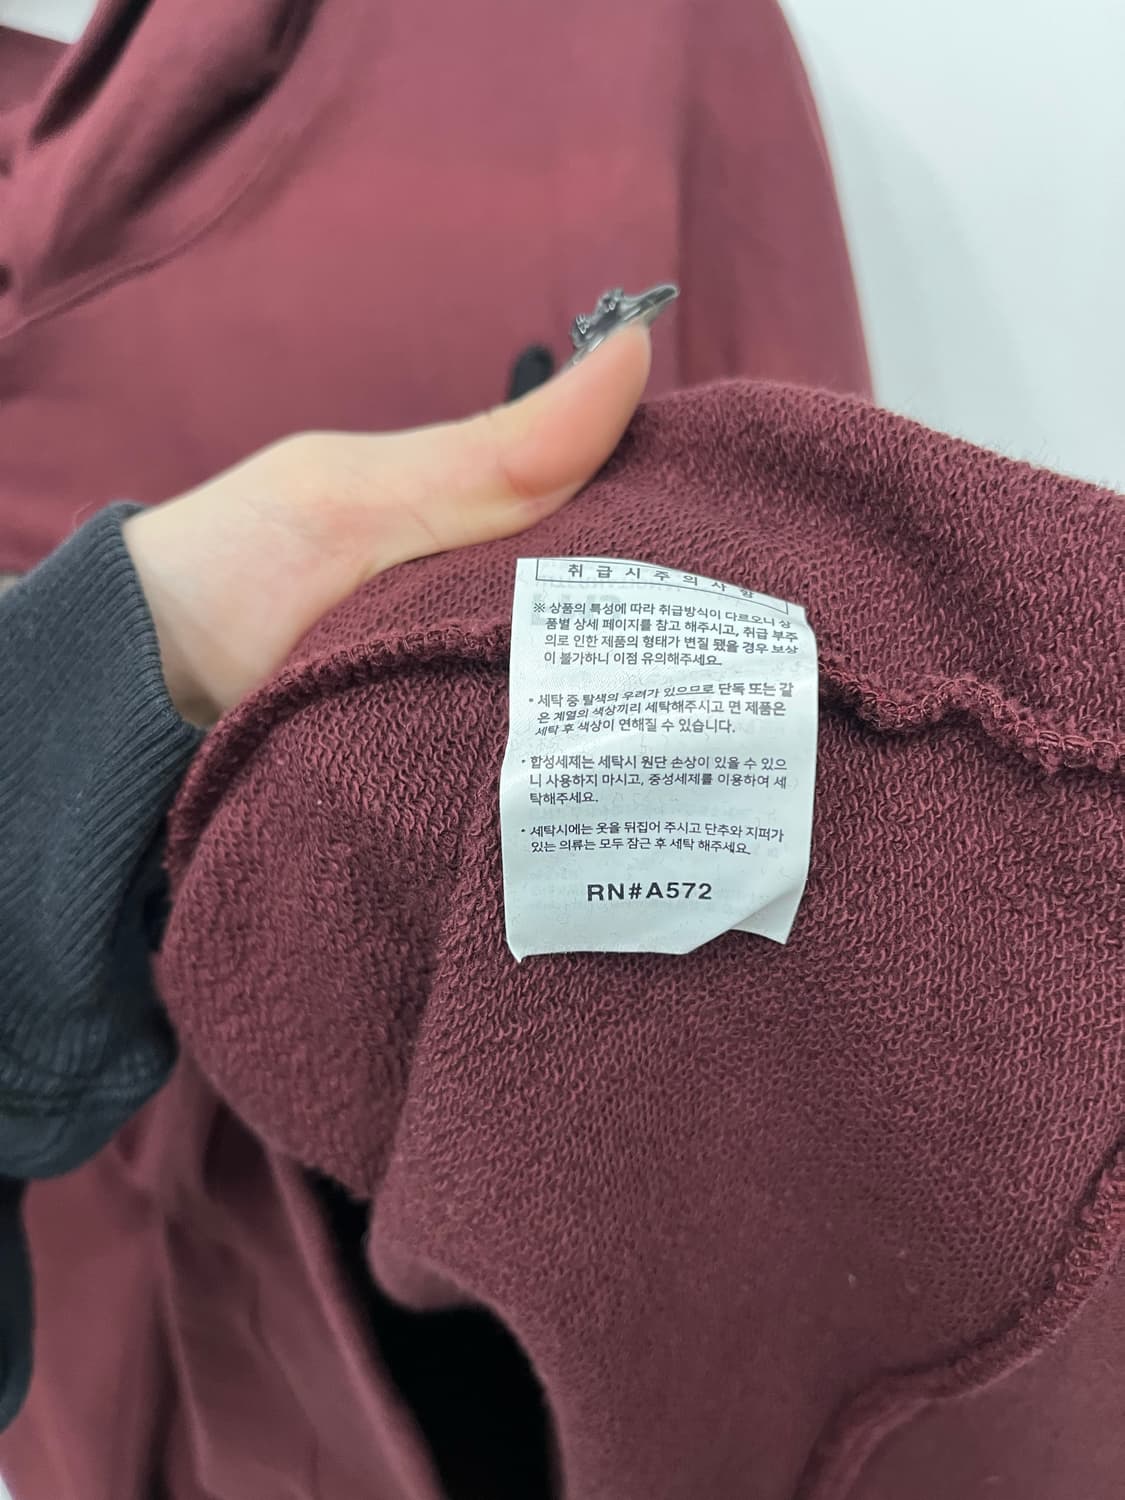 취급시주의사항
※ 상품의 특성에 따라 취급방식이 다르오니 상
품별 상세 페이지를 참고 해주시고, 취급 부주
의로 인한 제품의 형태가 변질 됐을 경우 보상
이 불가하니 이점 유의해주세요.
• 세탁 중 탈색의 우려가 있으므로 단독 또는 같
은 계열의 색상끼리 세탁해주시고 면 제품은
세탁 후 색상이 연해질 수 있습니다.
• 합성세제는 세탁시 원단 손상이 있을 수 있으
니 사용하지 마시고, 중성세제를 이용하여 세
탁해주세요.
• 세탁시에는 옷을 뒤집어 주시고 단추와 지퍼가
있는 의류는 모두 잠근 후 세탁 해주세요.
RN#A572